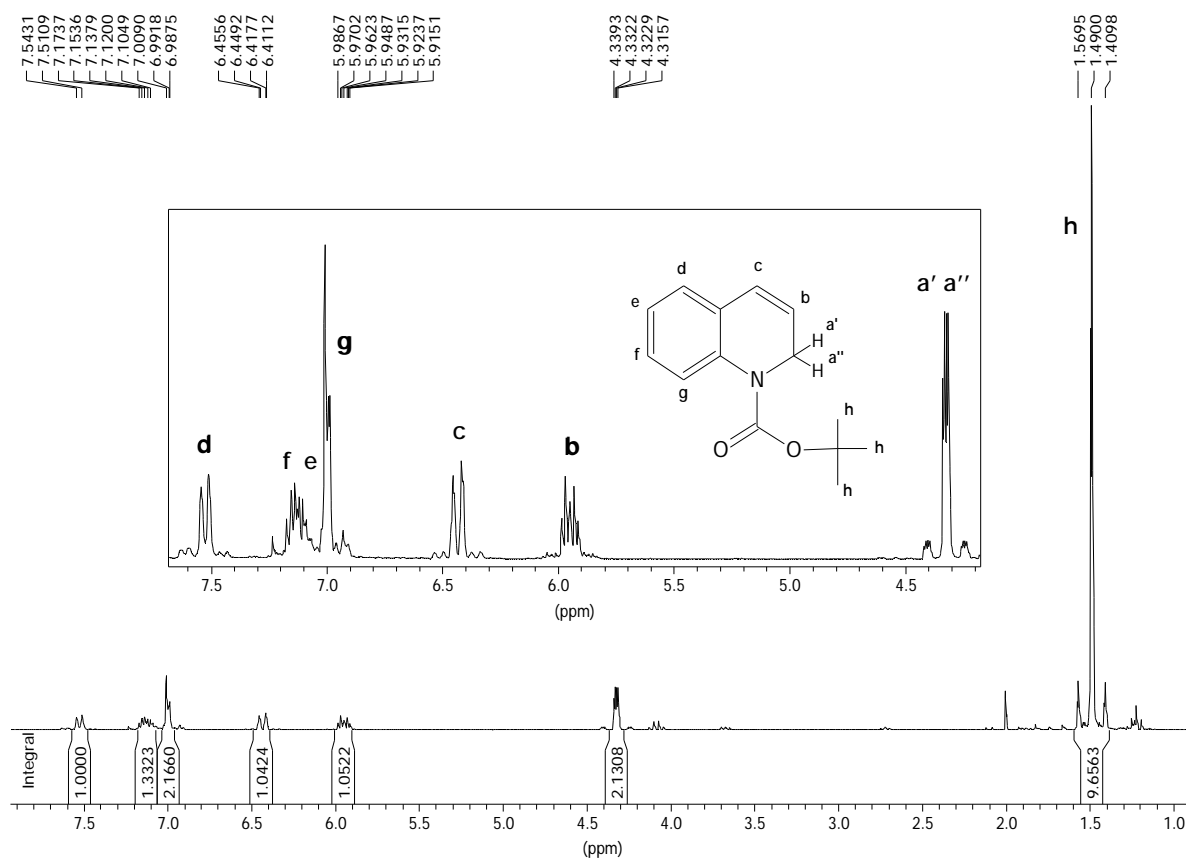 7.5431
7.5109
7.1737
7.1536
7.1379
7.1200
7.1049
7.0090
6.9918
6.9875
6.4556
6.4492
6.4177
6.4112
5.9867
5.9702
5.9623
5.9487
5.9315
5.9237
5.9151
4.3393
4.3322
4.3229
4.3157
1.5695
1.4900
1.4098
h
a' a''
g
d
f e
c
b
d
c
e
b
a'
f
H
a''
H
g
N
h
O
O
h
h
7.5 7.0 6.5 6.0 5.5 5.0 4.5
(ppm)
Integral
1.0000
1.3323
2.1660
1.0424
1.0522
2.1308
9.6563
7.5 7.0 6.5 6.0 5.5 5.0 4.5 4.0 3.5 3.0 2.5 2.0 1.5 1.0
(ppm)